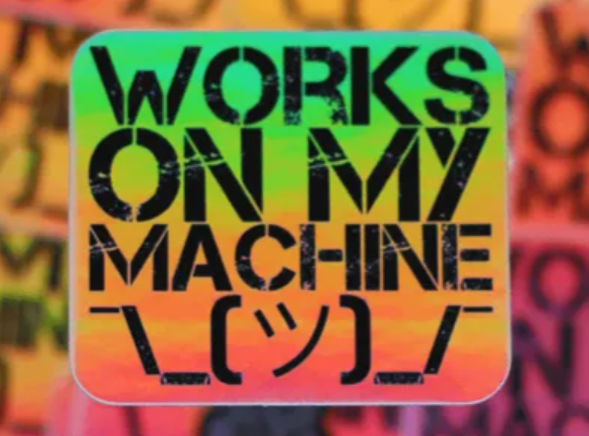 WORKS
ON MY
MACHINE
¯\_(ツ)_/¯